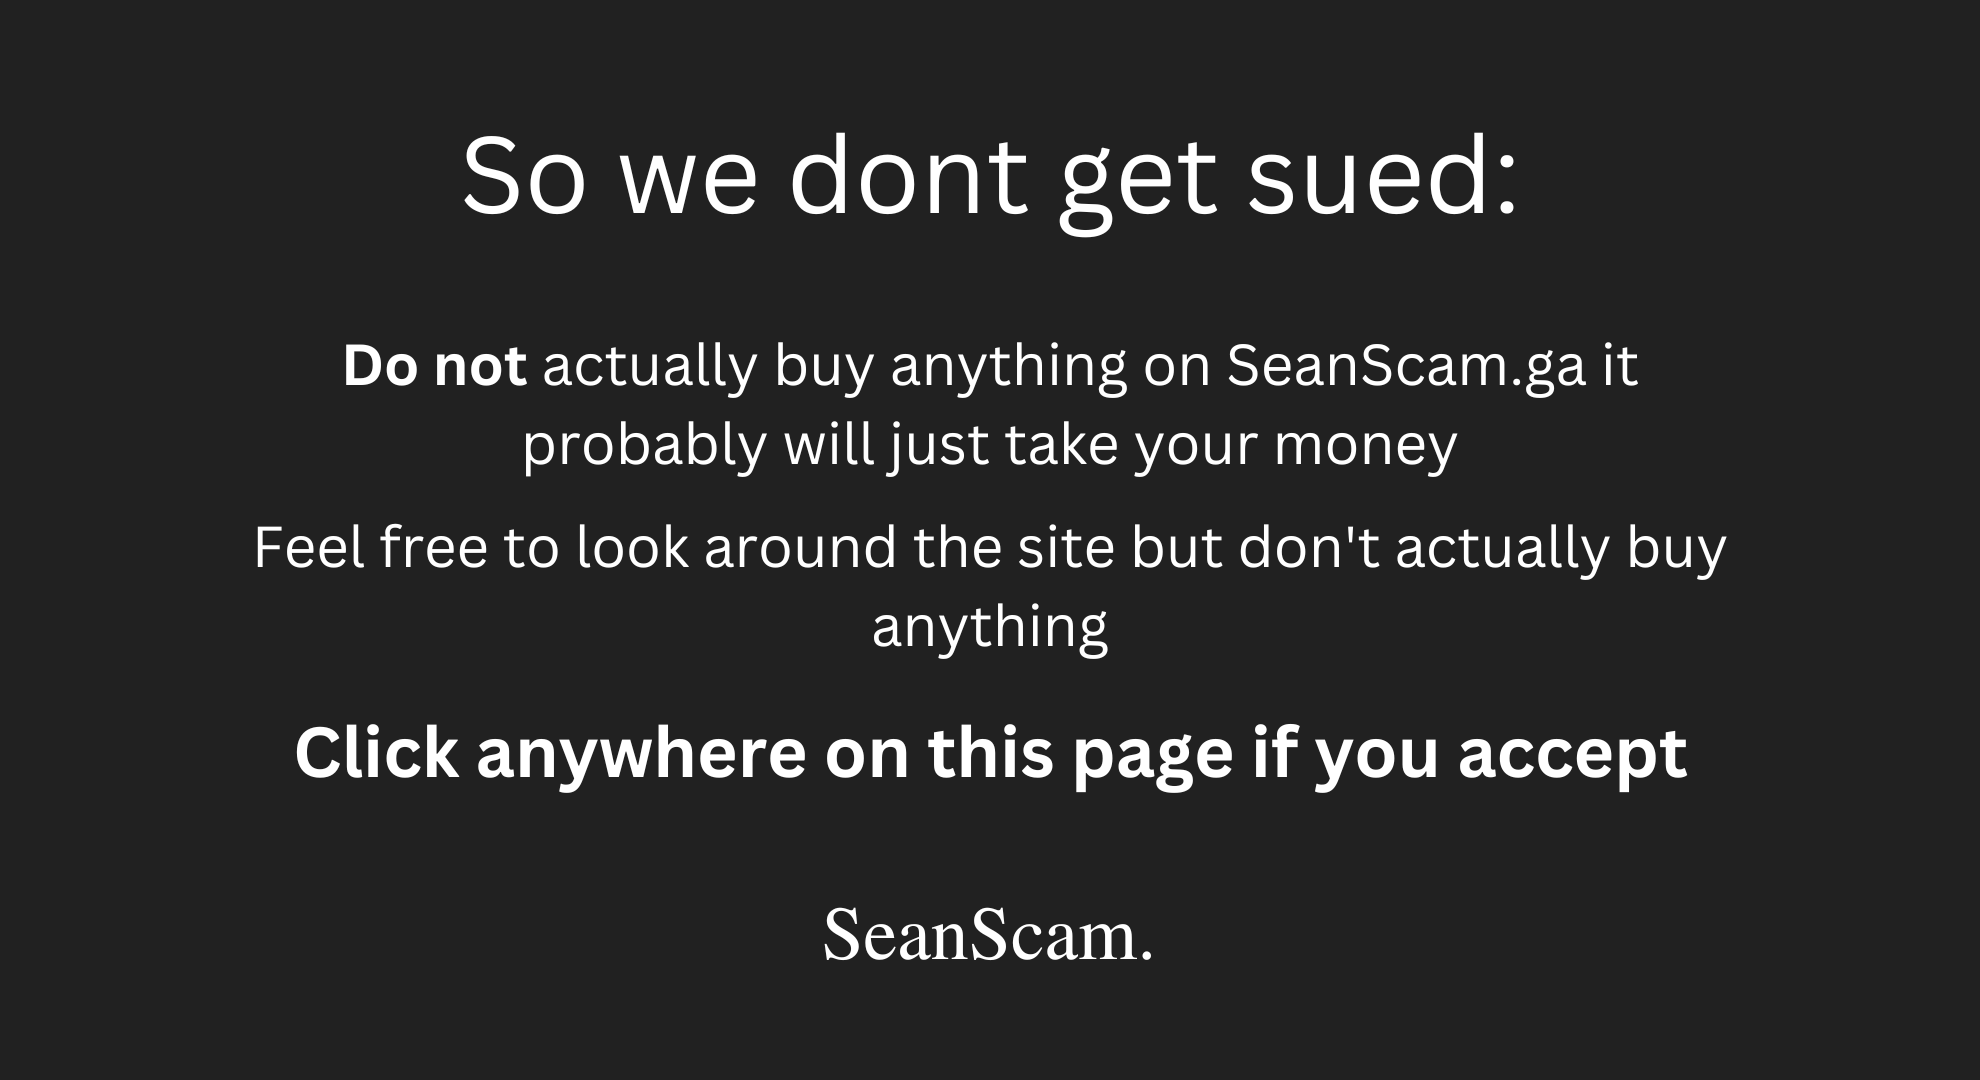 So we dont get sued:
Do not actually buy anything on SeanScam.ga it
probably will just take your money
Feel free to look around the site but don't actually buy
anything
Click anywhere on this page if you accept
SeanScam.